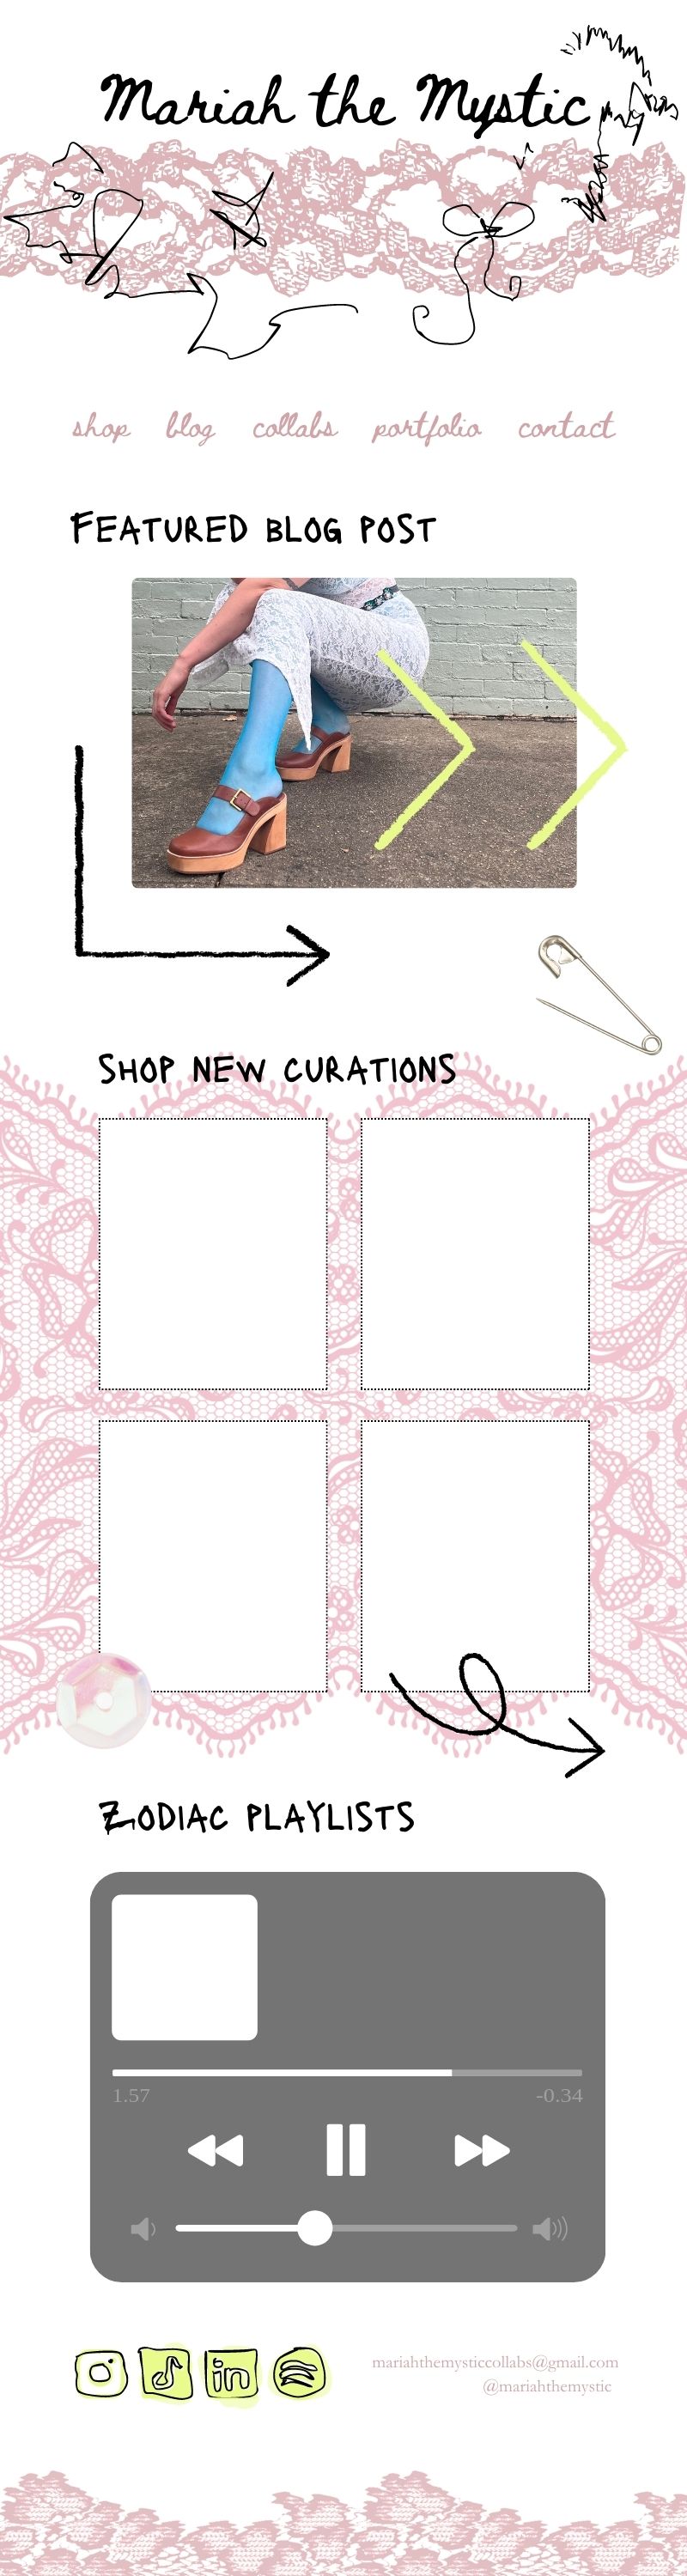 Mariah the Mystic
shop blog collabs portfolio contact
Featured blog post
Shop new curations
Zodiac playlists
1.57 -0.34
in
mariahthemysticcollabs@gmail.com
@mariahthemystic